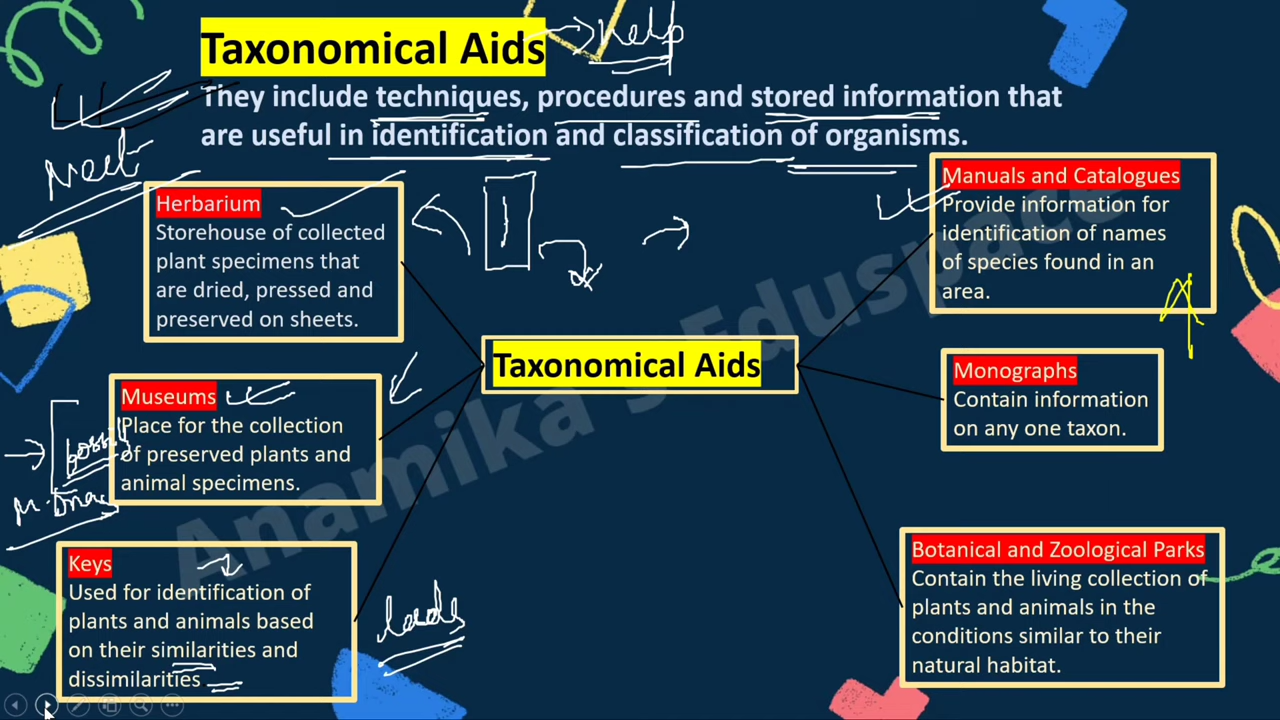 Taxonomical Aids
Help
They include techniques, procedures and stored information that
are useful in identification and classification of organisms.
Neet
Herbarium
Storehouse of collected
plant specimens that
are dried, pressed and
preserved on sheets.
Museums
Place for the collection
of preserved plants and
animal specimens.
Keys
Used for identification of
plants and animals based
on their similarities and
dissimilarities
leads
Taxonomical Aids
Manuals and Catalogues
Provide information for
identification of names
of species found in an
area.
Monographs
Contain information
on any one taxon.
Botanical and Zoological Parks
Contain the living collection of
plants and animals in the
conditions similar to their
natural habitat.
Anamika's Eduspace